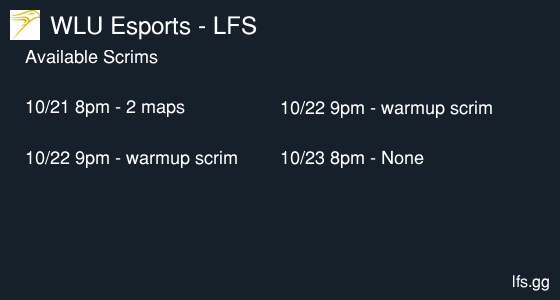 WLU Esports - LFS
Available Scrims
10/21 8pm - 2 maps
10/22 9pm - warmup scrim
10/22 9pm - warmup scrim
10/23 8pm - None
lfs.gg